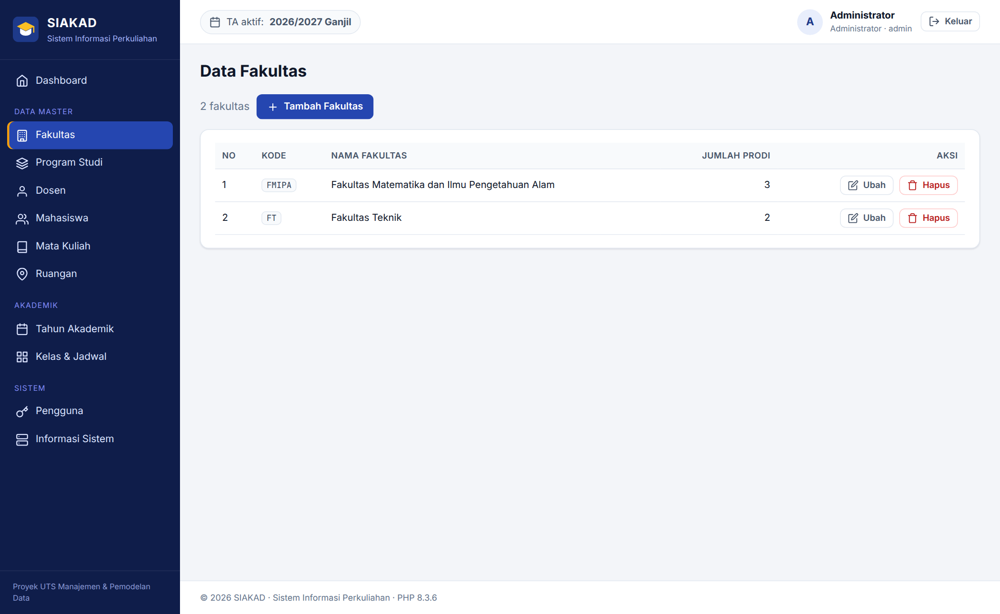 SIAKAD
Sistem Informasi Perkuliahan
Dashboard
DATA MASTER
Fakultas
Program Studi
Dosen
Mahasiswa
Mata Kuliah
Ruangan
AKADEMIK
Tahun Akademik
Kelas & Jadwal
SISTEM
Pengguna
Informasi Sistem
Proyek UTS Manajemen & Pemodelan
Data
TA aktif: 2026/2027 Ganjil
A
Administrator
Administrator · admin
Keluar
Data Fakultas
2 fakultas
Tambah Fakultas
NO KODE NAMA FAKULTAS JUMLAH PRODI AKSI
1 FMIPA Fakultas Matematika dan Ilmu Pengetahuan Alam 3 Ubah Hapus
2 FT Fakultas Teknik 2 Ubah Hapus
© 2026 SIAKAD · Sistem Informasi Perkuliahan · PHP 8.3.6